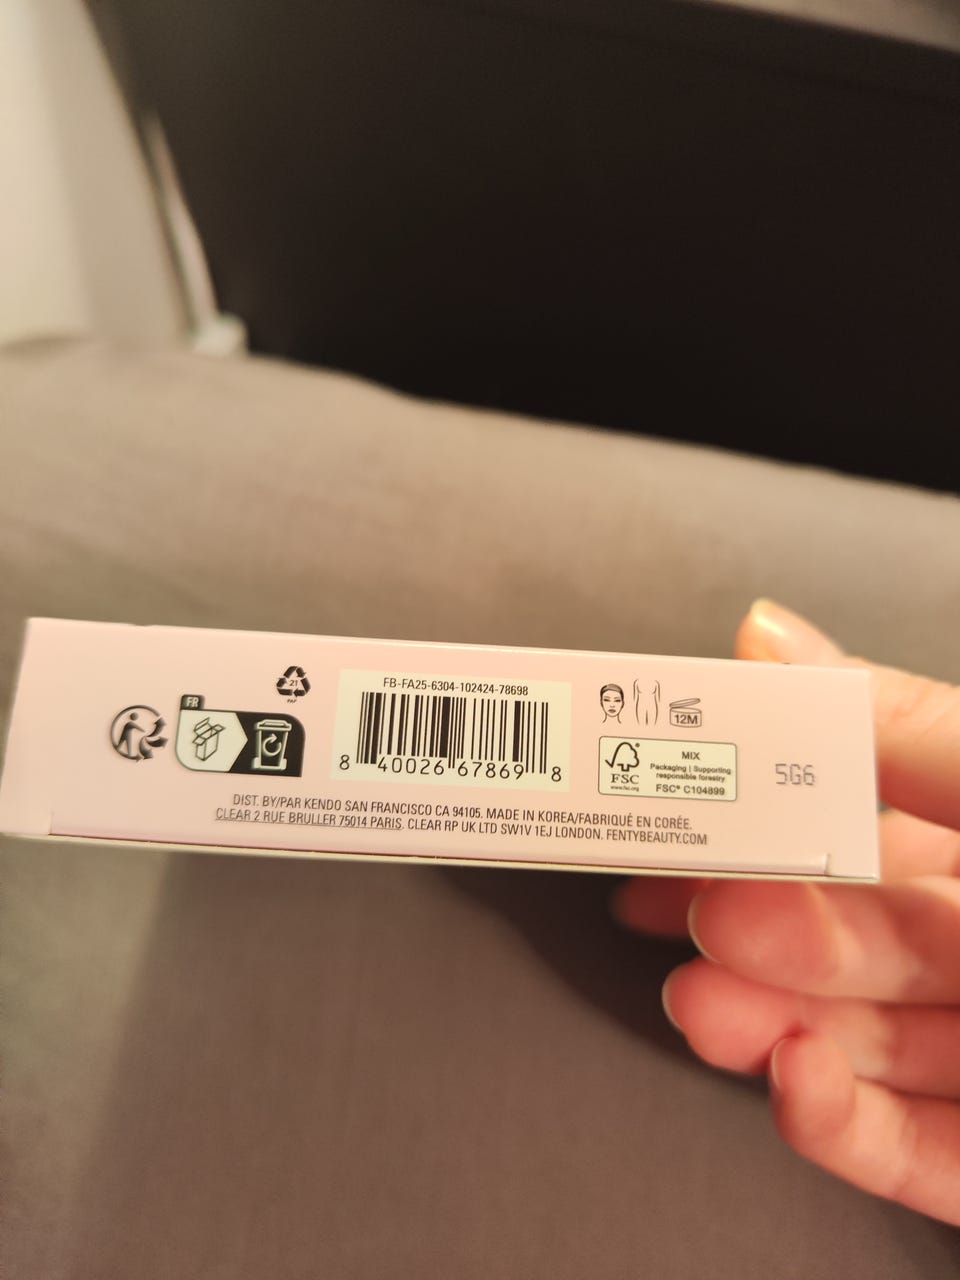 FR
21
PAP
FB-FA25-6304-102424-78698
8 40026 67869 8
12M
FSC
www.fsc.org
MIX
Packaging | Supporting
responsible forestry
FSC® C104899
5G6
DIST. BY/PAR KENDO SAN FRANCISCO CA 94105. MADE IN KOREA/FABRIQUÉ EN CORÉE.
CLEAR 2 RUE BRULLER 75014 PARIS. CLEAR RP UK LTD SW1V 1EJ LONDON. FENTYBEAUTY.COM